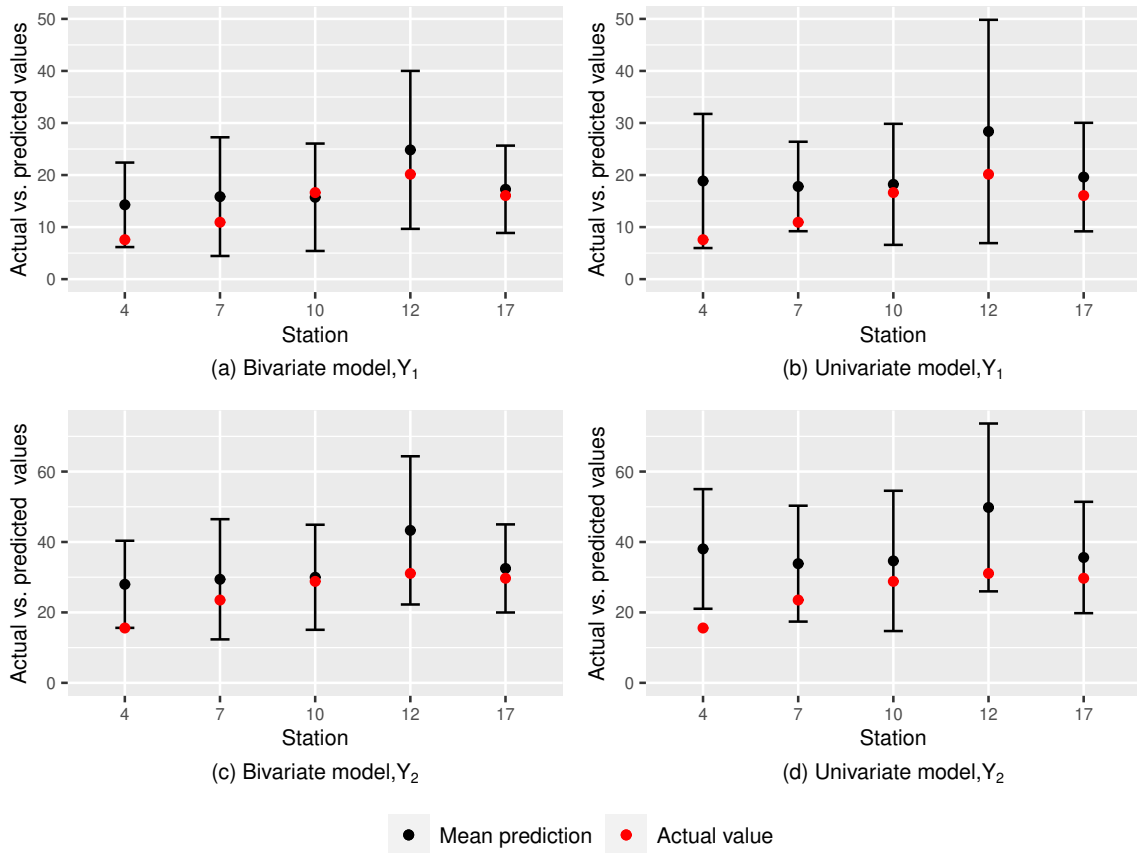 Actual vs. predicted values
50
40
30
20
10
0
4 7 10 12 17
Station
(a) Bivariate model,Y₁
Actual vs. predicted values
50
40
30
20
10
0
4 7 10 12 17
Station
(b) Univariate model,Y₁
Actual vs. predicted values
60
40
20
0
4 7 10 12 17
Station
(c) Bivariate model,Y₂
Actual vs. predicted values
60
40
20
0
4 7 10 12 17
Station
(d) Univariate model,Y₂
Mean prediction Actual value